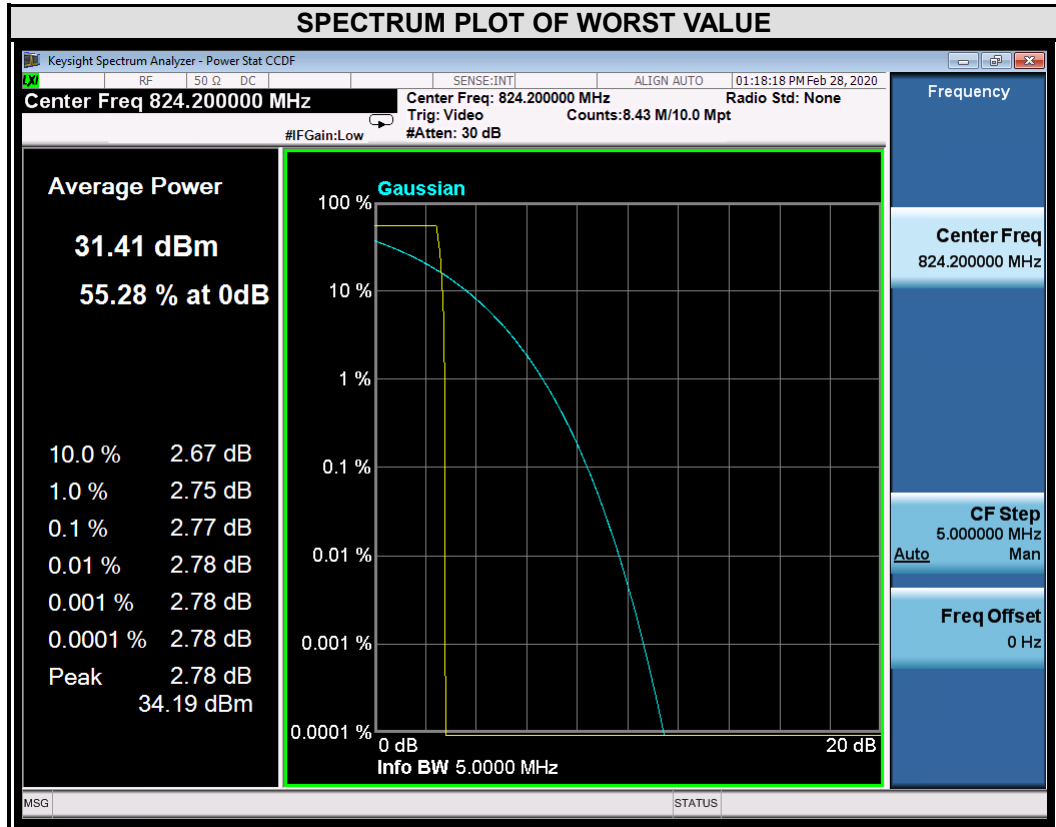 SPECTRUM PLOT OF WORST VALUE
Keysight Spectrum Analyzer - Power Stat CCDF
LXI RF 50 Ω DC SENSE:INT ALIGN AUTO 01:18:18 PM Feb 28, 2020
Center Freq 824.200000 MHz
#IFGain:Low
Center Freq: 824.200000 MHz Radio Std: None
Trig: Video Counts:8.43 M/10.0 Mpt
#Atten: 30 dB
Frequency
Average Power
31.41 dBm
55.28 % at 0dB
10.0 % 2.67 dB
1.0 % 2.75 dB
0.1 % 2.77 dB
0.01 % 2.78 dB
0.001 % 2.78 dB
0.0001 % 2.78 dB
Peak 2.78 dB
34.19 dBm
Gaussian
100 %
10 %
1 %
0.1 %
0.01 %
0.001 %
0.0001 %
0 dB 20 dB
Info BW 5.0000 MHz
Center Freq
824.200000 MHz
CF Step
5.000000 MHz
Auto Man
Freq Offset
0 Hz
MSG STATUS